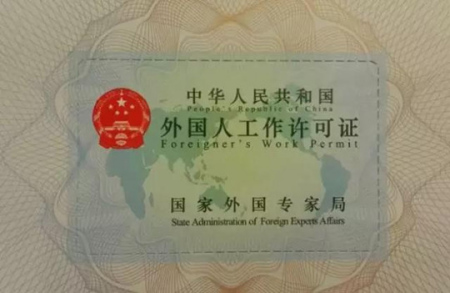 中华人民共和国
People's Republic of China
外国人工作许可证
Foreigner's Work Permit
国家外国专家局
State Administration of Foreign Experts Affairs